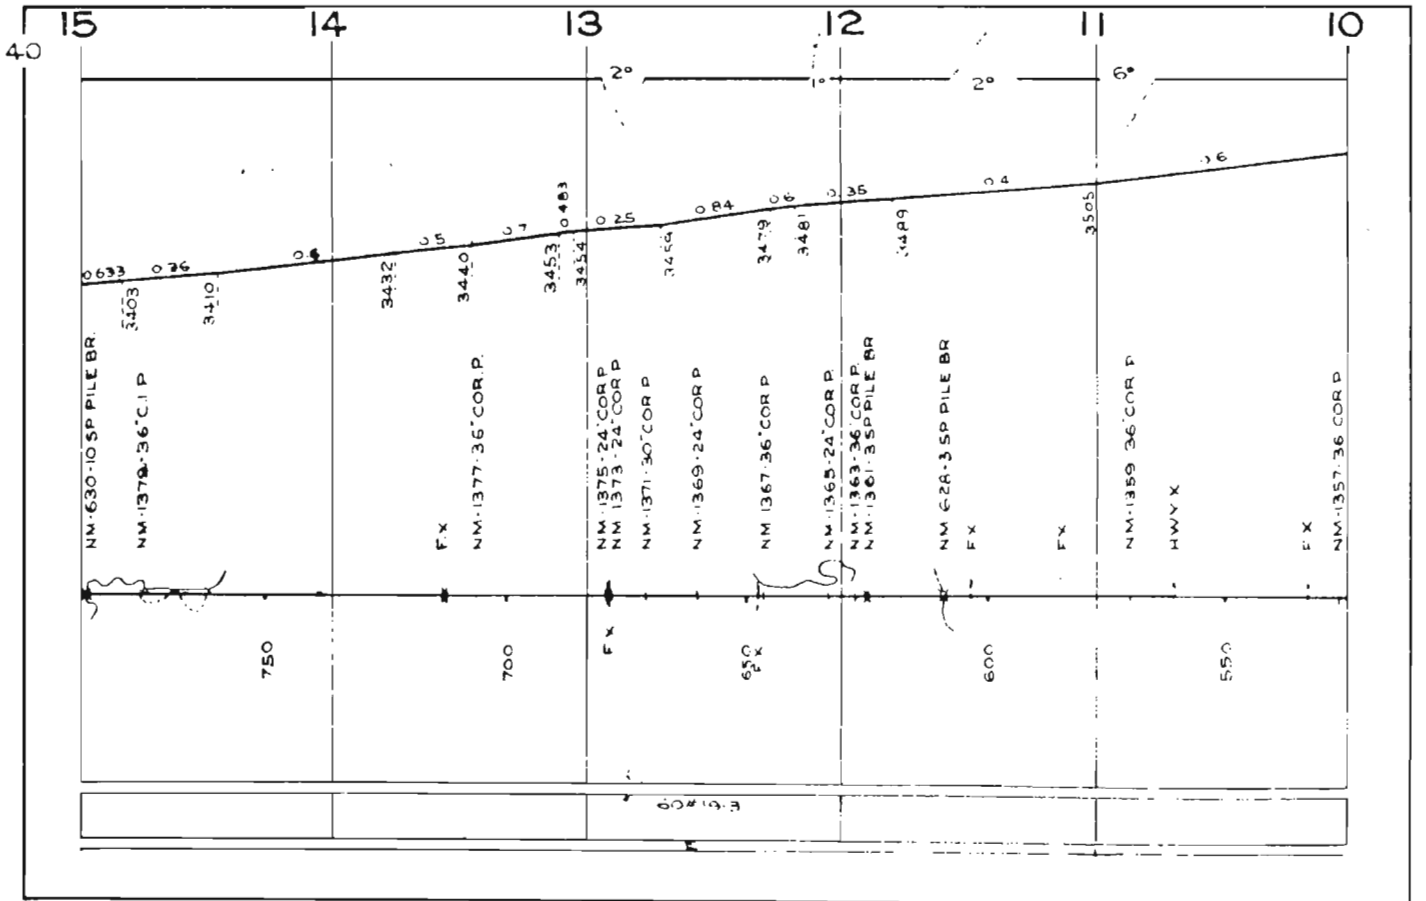 15 14 13 12 11 10
40
2° 1° 2° 6°
0.633 0.36 0.6 0.5 0.7 0.483 0.25 0.84 0.6 0.35 0.4 0.6
3403 3410 3432 3440 3453 3454 3459 3479 3481 3489 3505
NM-630-10 SP PILE BR.
NM-1379-36" C.I P
F.X
NM-1377-36" COR.P.
NM-1375-24" COR P
NM 1373-24" COR P
NM-1371-30" COR P
NM-1369-24" COR P
NM 1367-36" COR P
NM-1365-24" COR P.
NM-1363-36" COR P.
NM-1361-3 SP PILE BR
NM 628-3 SP PILE BR
F X
F X
NM-1359-36" COR P
HWY X
F X
NM-1357-36 COR P
750 700 F X 650 F X 600 550
60# 19-3